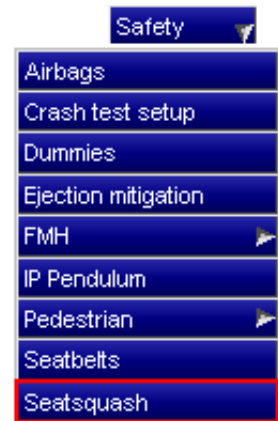 Safety
Airbags
Crash test setup
Dummies
Ejection mitigation
FMH
IP Pendulum
Pedestrian
Seatbelts
Seatsquash